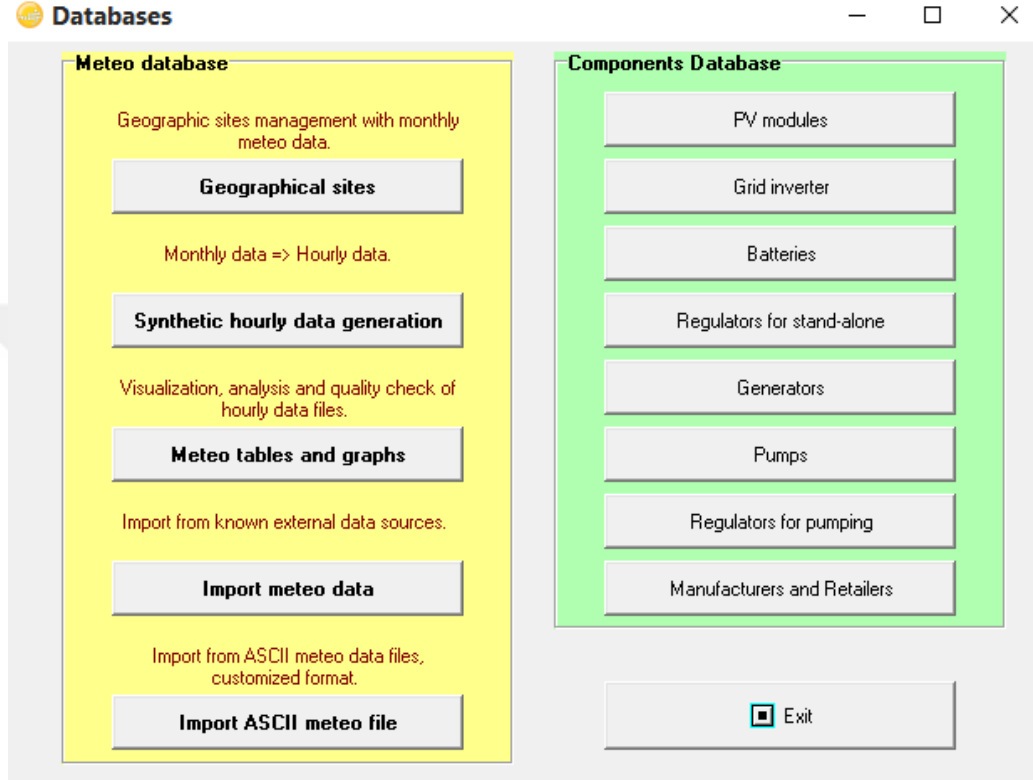 Databases
Meteo database
Geographic sites management with monthly
meteo data.
Geographical sites
Monthly data => Hourly data.
Synthetic hourly data generation
Visualization, analysis and quality check of
hourly data files.
Meteo tables and graphs
Import from known external data sources.
Import meteo data
Import from ASCII meteo data files,
customized format.
Import ASCII meteo file
Components Database
PV modules
Grid inverter
Batteries
Regulators for stand-alone
Generators
Pumps
Regulators for pumping
Manufacturers and Retailers
Exit